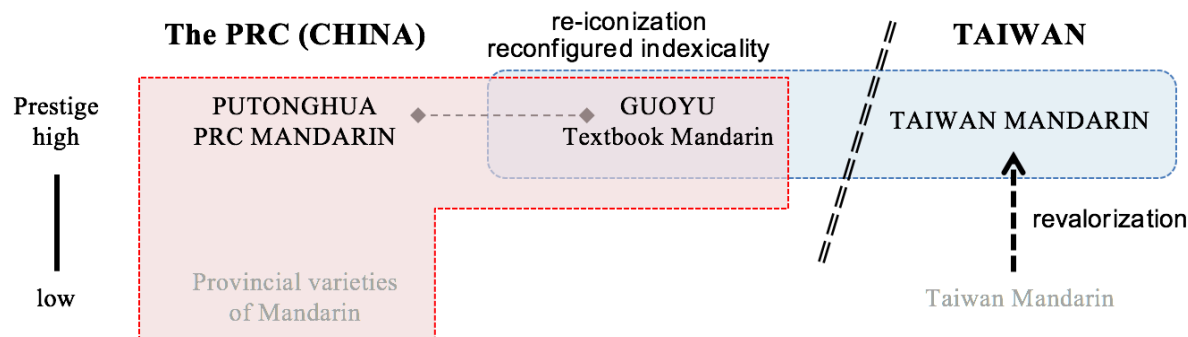 The PRC (CHINA)
re-iconization
reconfigured indexicality
TAIWAN
Prestige
high
PUTONGHUA
PRC MANDARIN
GUOYU
Textbook Mandarin
TAIWAN MANDARIN
revalorization
low
Provincial varieties
of Mandarin
Taiwan Mandarin